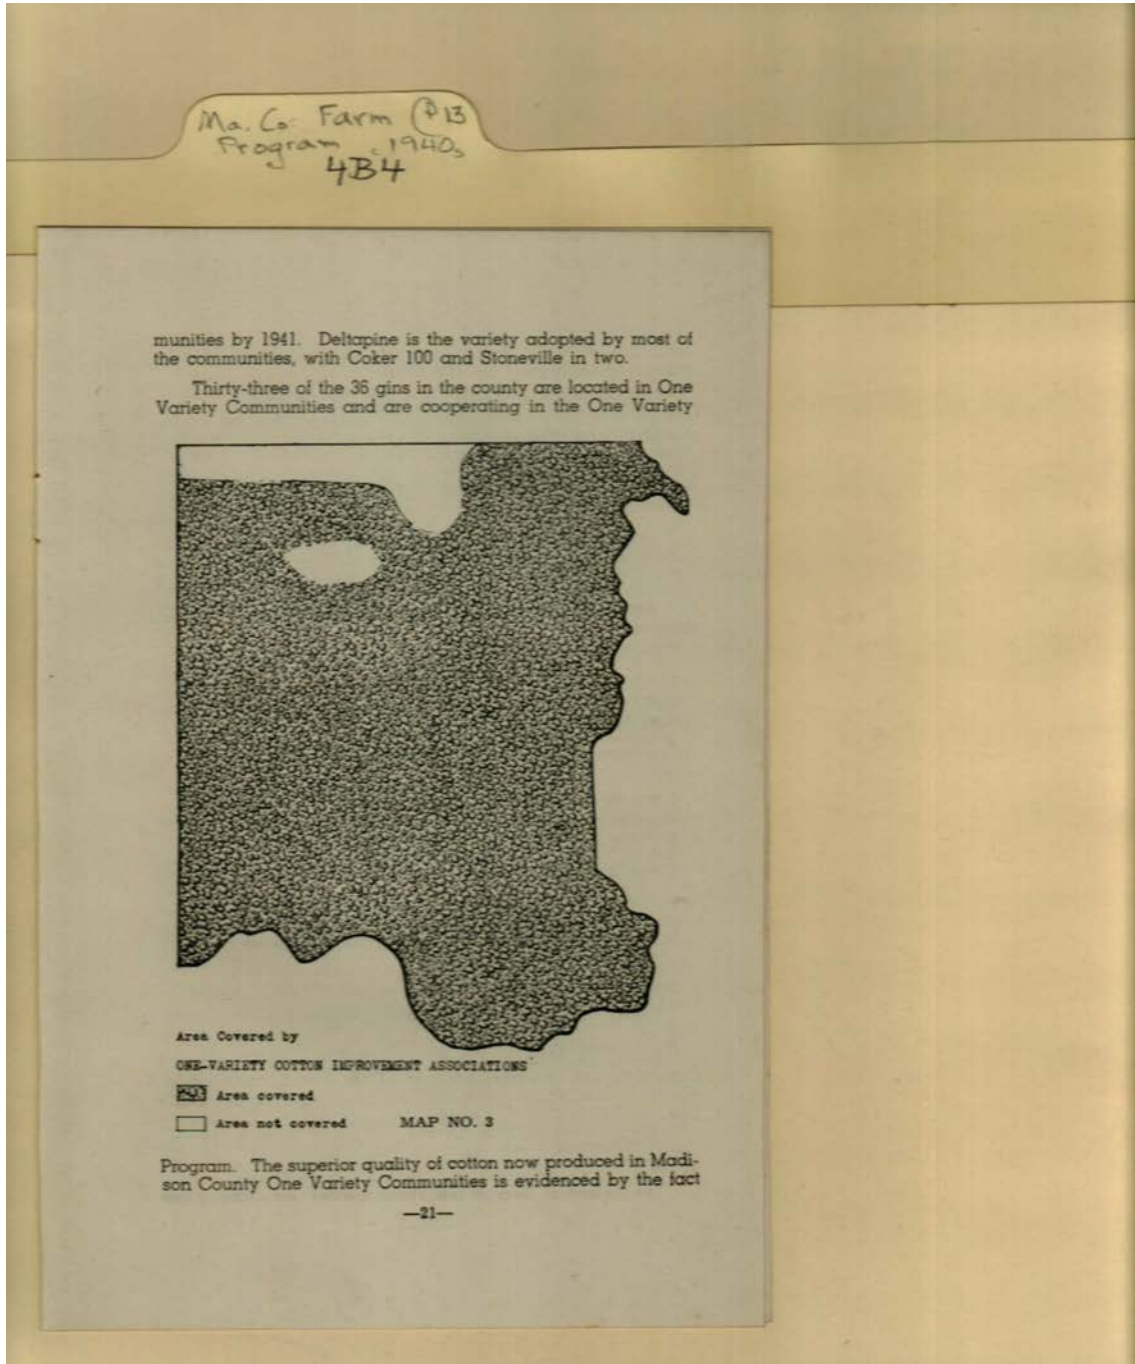 Ma. Co. Farm P 13
Program c1940s
4B4
munities by 1941. Deltapine is the variety adopted by most of
the communities, with Coker 100 and Stoneville in two.
Thirty-three of the 36 gins in the county are located in One
Variety Communities and are cooperating in the One Variety
Area Covered by
ONE-VARIETY COTTON IMPROVEMENT ASSOCIATIONS
Area covered
Area not covered MAP NO. 3
Program. The superior quality of cotton now produced in Madi-
son County One Variety Communities is evidenced by the fact
—21—